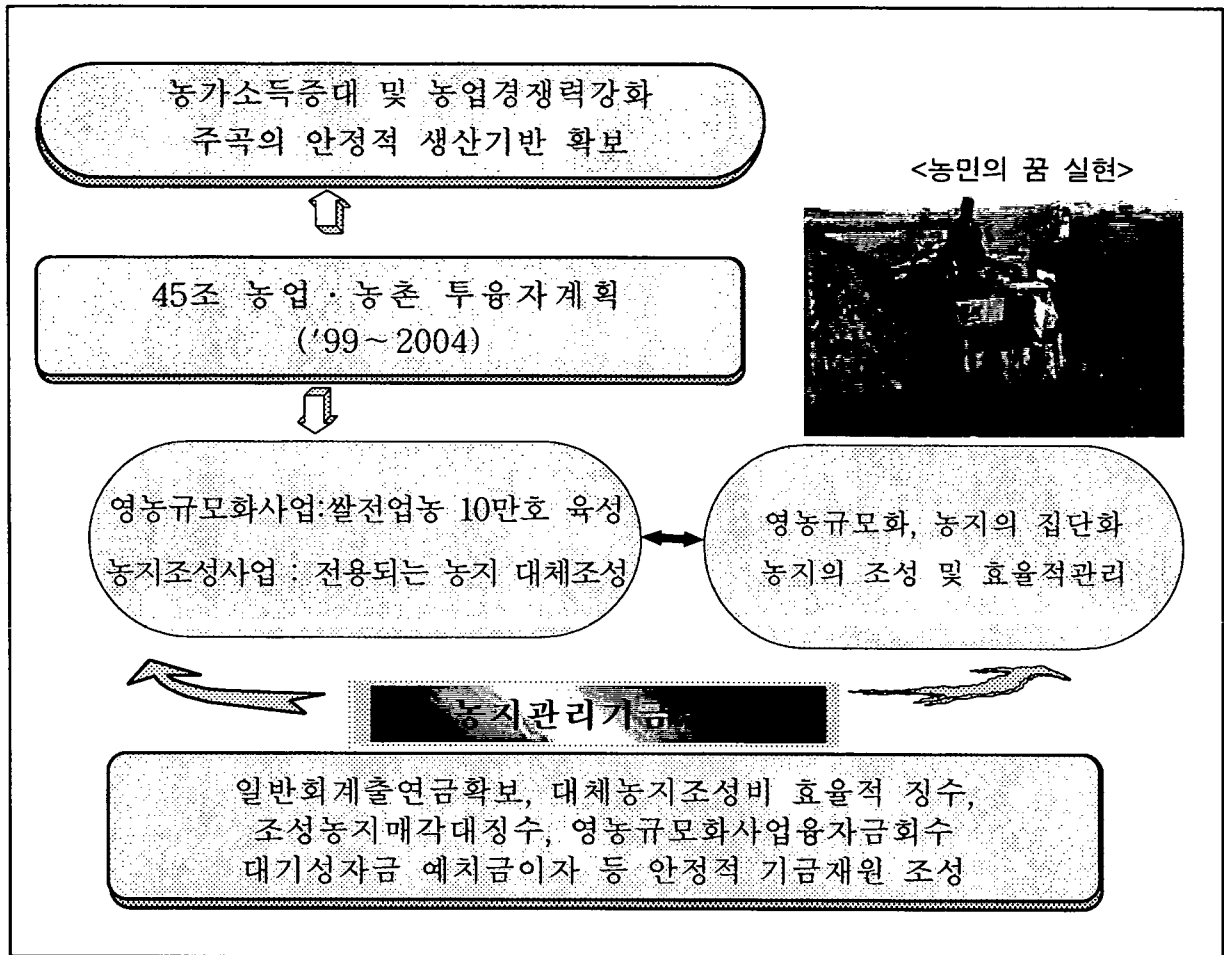 농가소득증대 및 농업경쟁력강화
주곡의 안정적 생산기반 확보
<농민의 꿈 실현>
45조 농업 · 농촌 투융자계획
('99～2004)
영농규모화사업:쌀전업농 10만호 육성
농지조성사업 : 전용되는 농지 대체조성
영농규모화, 농지의 집단화
농지의 조성 및 효율적관리
농지관리기금
일반회계출연금확보, 대체농지조성비 효율적 징수,
조성농지매각대징수, 영농규모화사업융자금회수
대기성자금 예치금이자 등 안정적 기금재원 조성